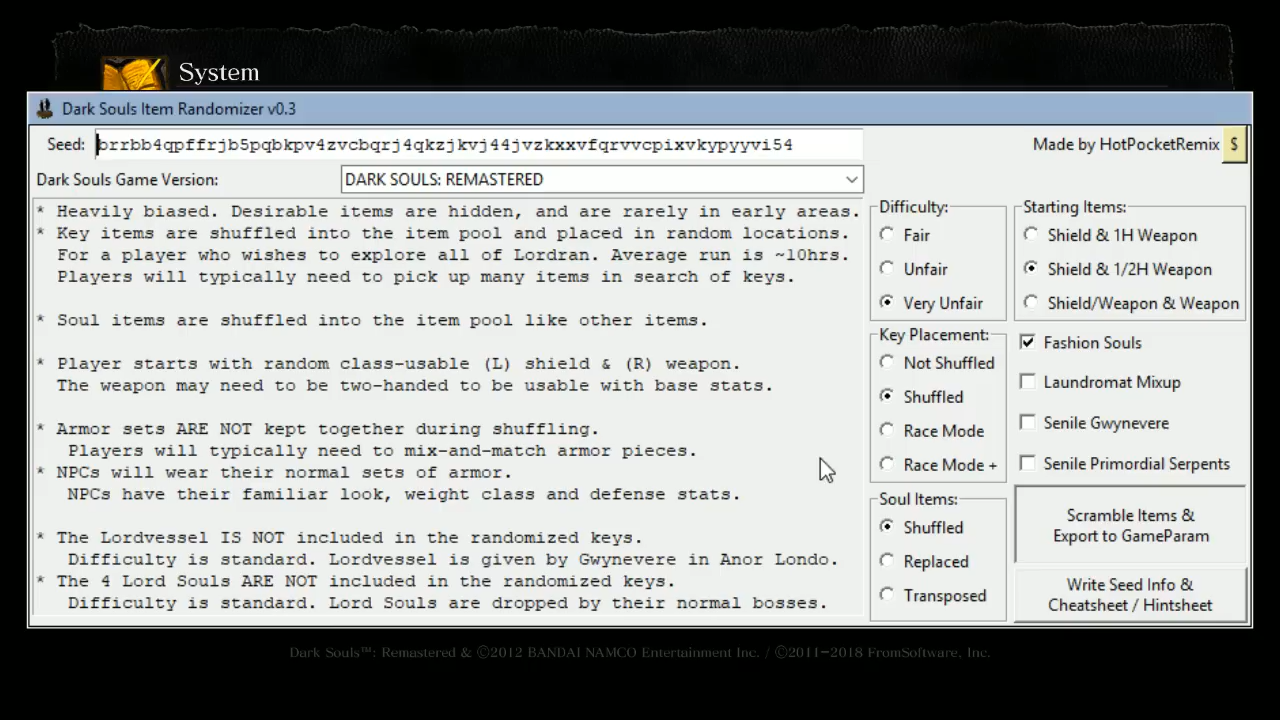 System
Dark Souls Item Randomizer v0.3
Seed: brrbb4qpffrjb5pqbkpv4zvcbqrj4qkzjkvj44jvzkxxvfqrvvcpixvkypyyvi54
Made by HotPocketRemix $
Dark Souls Game Version: DARK SOULS: REMASTERED
* Heavily biased. Desirable items are hidden, and are rarely in early areas.
* Key items are shuffled into the item pool and placed in random locations.
For a player who wishes to explore all of Lordran. Average run is ~10hrs.
Players will typically need to pick up many items in search of keys.
* Soul items are shuffled into the item pool like other items.
* Player starts with random class-usable (L) shield & (R) weapon.
The weapon may need to be two-handed to be usable with base stats.
* Armor sets ARE NOT kept together during shuffling.
Players will typically need to mix-and-match armor pieces.
* NPCs will wear their normal sets of armor.
NPCs have their familiar look, weight class and defense stats.
* The Lordvessel IS NOT included in the randomized keys.
Difficulty is standard. Lordvessel is given by Gwynevere in Anor Londo.
* The 4 Lord Souls ARE NOT included in the randomized keys.
Difficulty is standard. Lord Souls are dropped by their normal bosses.
Difficulty:
Fair
Unfair
Very Unfair
Key Placement:
Not Shuffled
Shuffled
Race Mode
Race Mode +
Soul Items:
Shuffled
Replaced
Transposed
Starting Items:
Shield & 1H Weapon
Shield & 1/2H Weapon
Shield/Weapon & Weapon
Fashion Souls
Laundromat Mixup
Senile Gwynevere
Senile Primordial Serpents
Scramble Items &
Export to GameParam
Write Seed Info &
Cheatsheet / Hintsheet
Dark Souls™: Remastered & ©2012 BANDAI NAMCO Entertainment Inc. / ©2011-2018 FromSoftware, Inc.